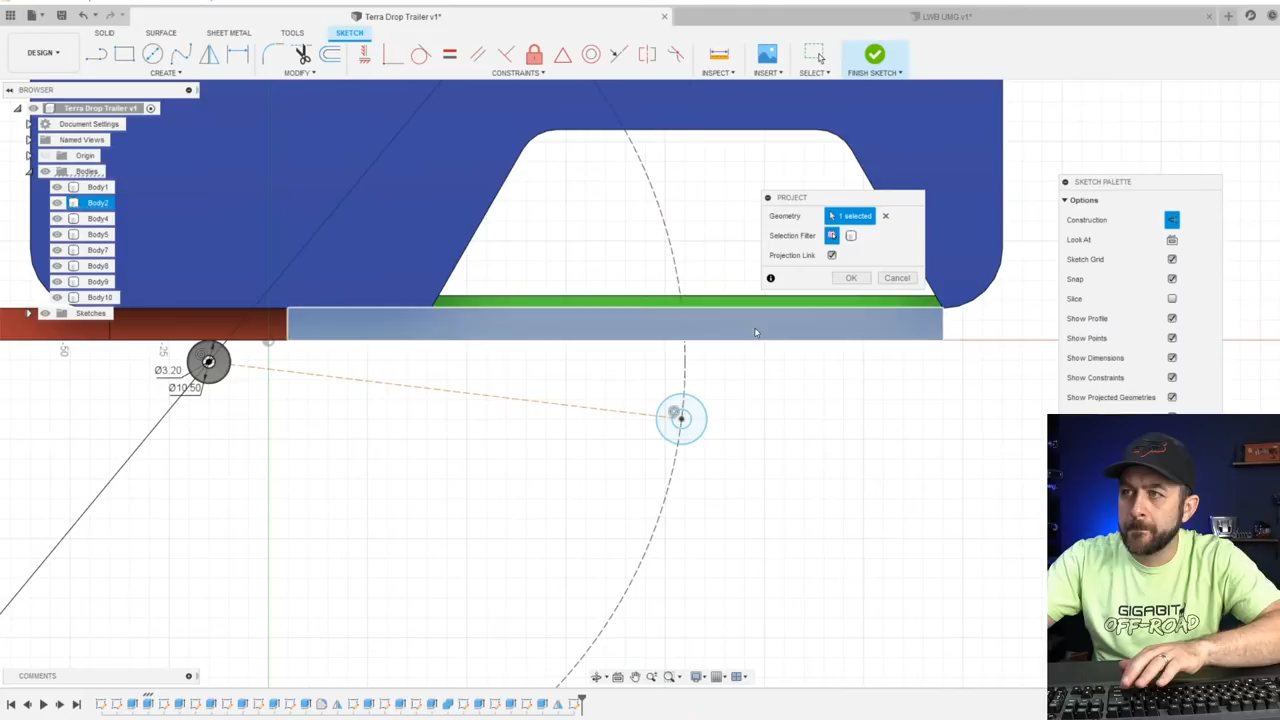 Terra Drop Trailer v1*
LWB UMG v1*
DESIGN
SOLID SURFACE SHEET METAL TOOLS SKETCH
CREATE MODIFY CONSTRAINTS INSPECT INSERT SELECT FINISH SKETCH
BROWSER
Terra Drop Trailer v1
Document Settings
Named Views
Origin
Bodies
Body1
Body2
Body4
Body5
Body7
Body8
Body9
Body10
Sketches
PROJECT
Geometry 1 selected
Selection Filter
Projection Link
OK Cancel
SKETCH PALETTE
Options
Construction
Look At
Sketch Grid
Snap
Slice
Show Profile
Show Points
Show Dimensions
Show Constraints
Show Projected Geometries
-50
-25
Ø3.20
Ø10.50
GIGABIT
OFF-ROAD
COMMENTS